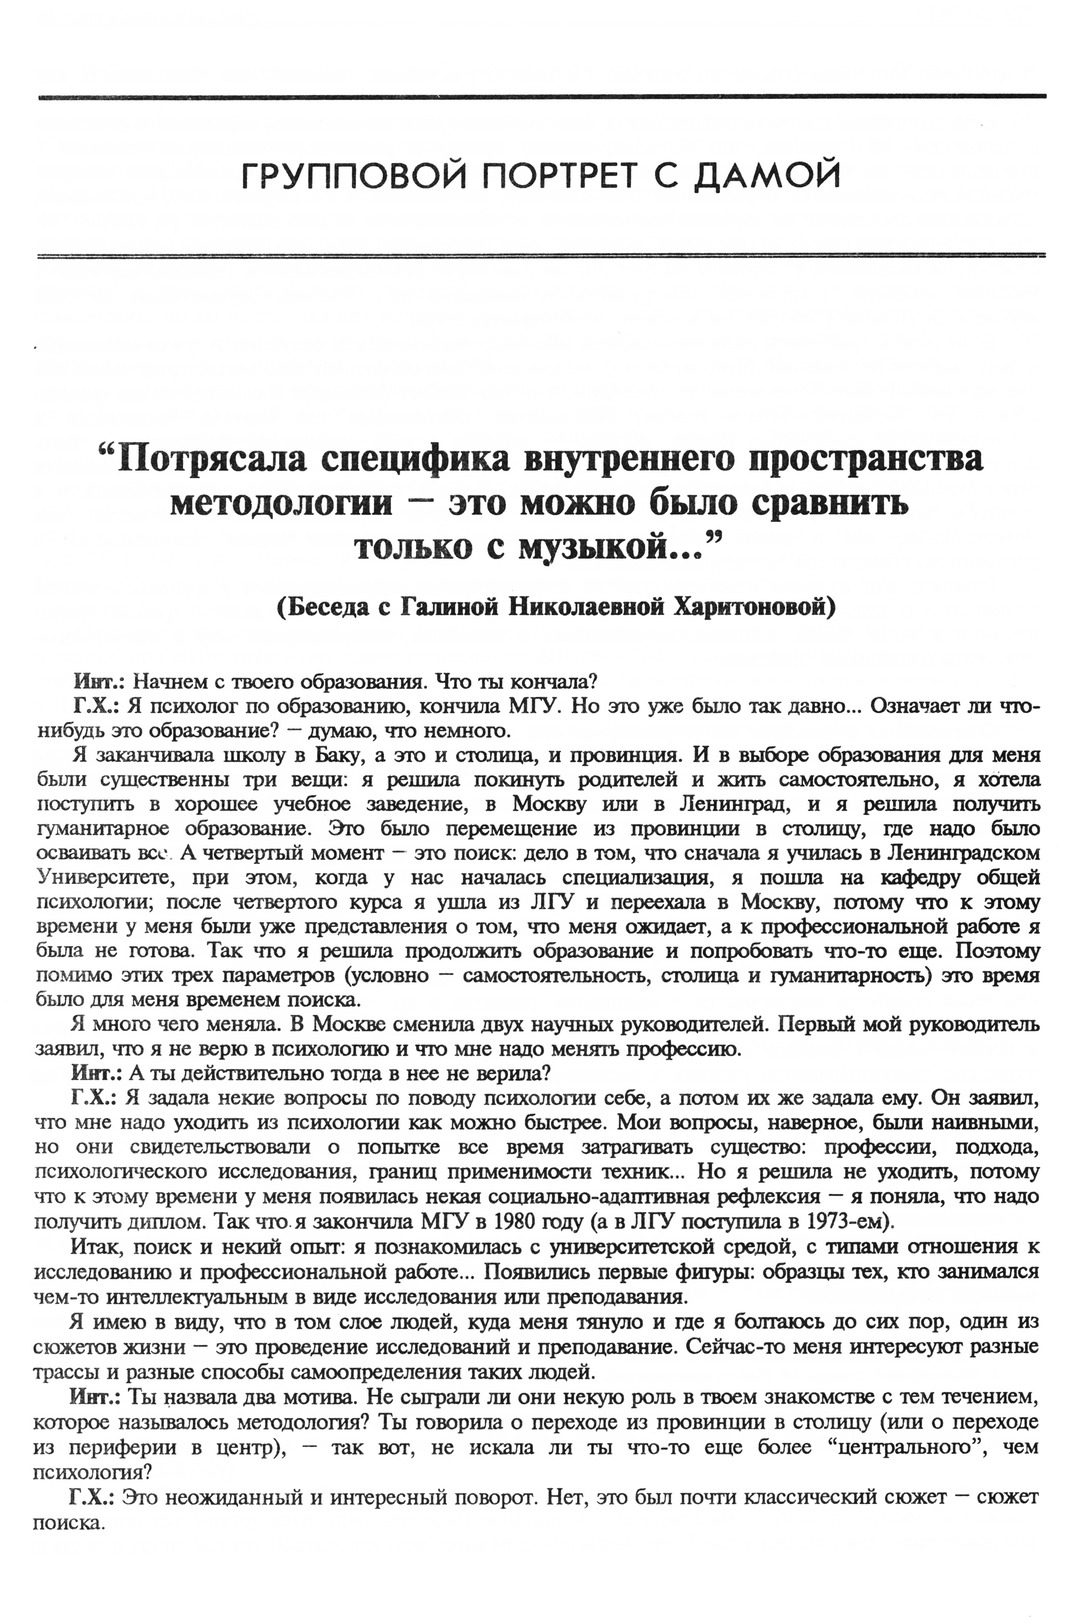 ГРУППОВОЙ ПОРТРЕТ С ДАМОЙ
“Потрясала специфика внутреннего пространства
методологии — это можно было сравнить
только с музыкой...”
(Беседа с Галиной Николаевной Харитоновой)
Инт.: Начнем с твоего образования. Что ты кончала?
Г.Х.: Я психолог по образованию, кончила МГУ. Но это уже было так давно... Означает ли что-
нибудь это образование? — думаю, что немного.
Я заканчивала школу в Баку, а это и столица, и провинция. И в выборе образования для меня
были существенны три вещи: я решила покинуть родителей и жить самостоятельно, я хотела
поступить в хорошее учебное заведение, в Москву или в Ленинград, и я решила получить
гуманитарное образование. Это было перемещение из провинции в столицу, где надо было
осваивать все. А четвертый момент — это поиск: дело в том, что сначала я училась в Ленинградском
Университете, при этом, когда у нас началась специализация, я пошла на кафедру общей
психологии; после четвертого курса я ушла из ЛГУ и переехала в Москву, потому что к этому
времени у меня были уже представления о том, что меня ожидает, а к профессиональной работе я
была не готова. Так что я решила продолжить образование и попробовать что-то еще. Поэтому
помимо этих трех параметров (условно — самостоятельность, столица и гуманитарность) это время
было для меня временем поиска.
Я много чего меняла. В Москве сменила двух научных руководителей. Первый мой руководитель
заявил, что я не верю в психологию и что мне надо менять профессию.
Инт.: А ты действительно тогда в нее не верила?
Г.Х.: Я задала некие вопросы по поводу психологии себе, а потом их же задала ему. Он заявил,
что мне надо уходить из психологии как можно быстрее. Мои вопросы, наверное, были наивными,
но они свидетельствовали о попытке все время затрагивать существо: профессии, подхода,
психологического исследования, границ применимости техник... Но я решила не уходить, потому
что к этому времени у меня появилась некая социально-адаптивная рефлексия — я поняла, что надо
получить диплом. Так что я закончила МГУ в 1980 году (а в ЛГУ поступила в 1973-ем).
Итак, поиск и некий опыт: я познакомилась с университетской средой, с типами отношения к
исследованию и профессиональной работе... Появились первые фигуры: образцы тех, кто занимался
чем-то интеллектуальным в виде исследования или преподавания.
Я имею в виду, что в том слое людей, куда меня тянуло и где я болтаюсь до сих пор, один из
сюжетов жизни — это проведение исследований и преподавание. Сейчас-то меня интересуют разные
трассы и разные способы самоопределения таких людей.
Инт.: Ты назвала два мотива. Не сыграли ли они некую роль в твоем знакомстве с тем течением,
которое называлось методология? Ты говорила о переходе из провинции в столицу (или о переходе
из периферии в центр), — так вот, не искала ли ты что-то еще более “центрального”, чем
психология?
Г.Х.: Это неожиданный и интересный поворот. Нет, это был почти классический сюжет — сюжет
поиска.